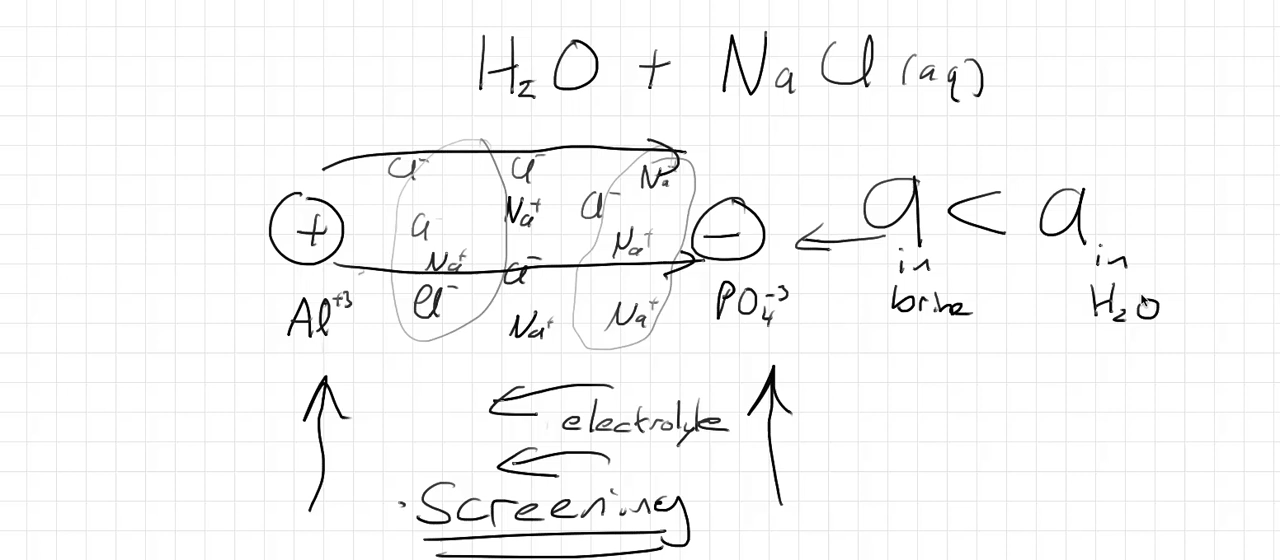 H₂O + NaCl (aq)
Cl⁻ Cl⁻ Na⁺
Cl⁻ Na⁺ Cl⁻
+ Na⁺ Cl⁻ Na⁺ − a < a
in brine in H₂O
Al⁺³ Cl⁻ Na⁺ Na⁺ PO₄⁻³
electrolyte
Screening